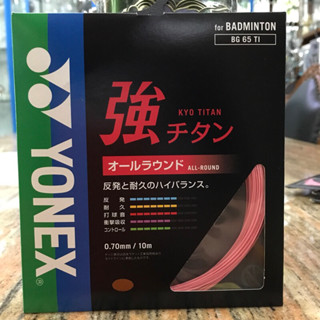 for BADMINTON
BG 65 TI
YONEX
®
強
KYO TITAN
チタン
オールラウンド
ALL-ROUND
反発と耐久のハイバランス。
反発
耐久
打球音
衝撃吸収
コントロール
0.70mm / 10m